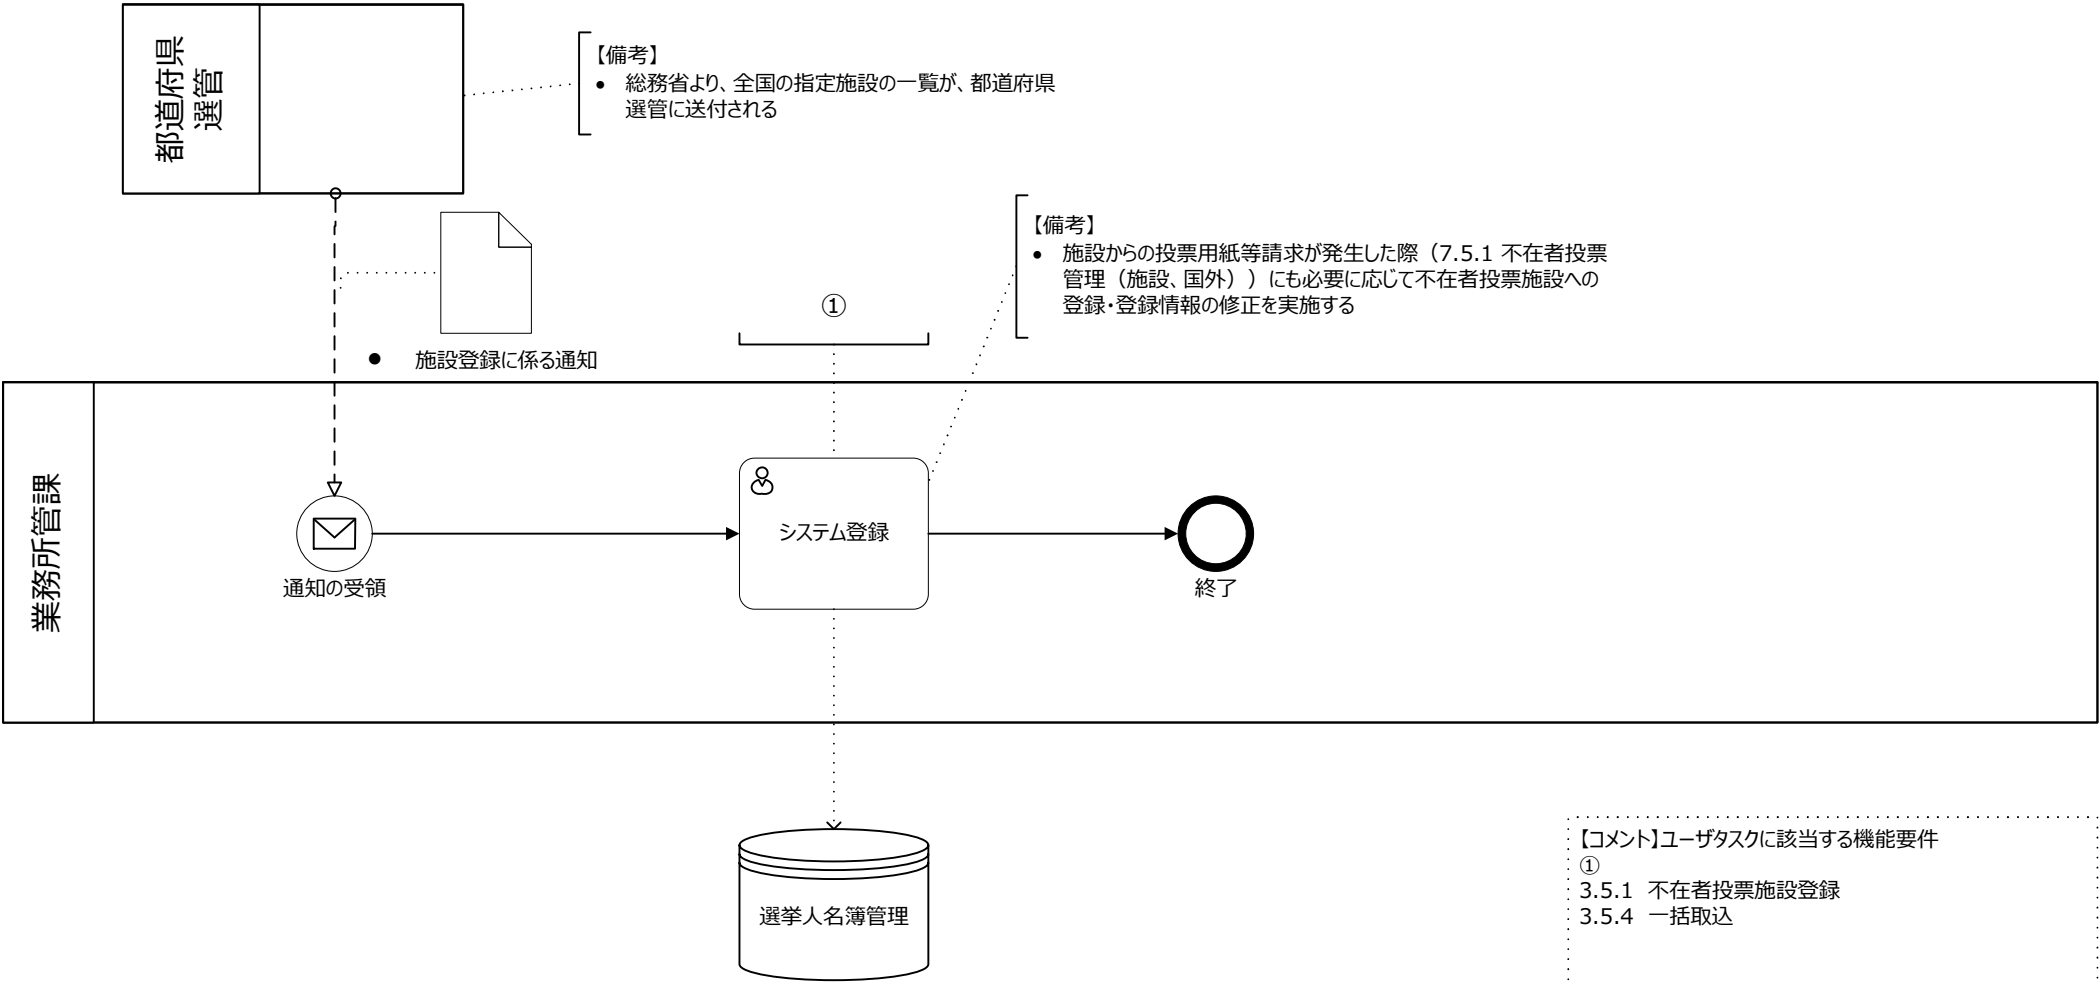 都道府県
選管
【備考】
• 総務省より、全国の指定施設の一覧が、都道府県
選管に送付される
【備考】
• 施設からの投票用紙等請求が発生した際（7.5.1 不在者投票
管理（施設、国外））にも必要に応じて不在者投票施設への
登録・登録情報の修正を実施する
①
● 施設登録に係る通知
業務所管課
通知の受領
システム登録
終了
選挙人名簿管理
【コメント】ユーザタスクに該当する機能要件
①
3.5.1 不在者投票施設登録
3.5.4 一括取込